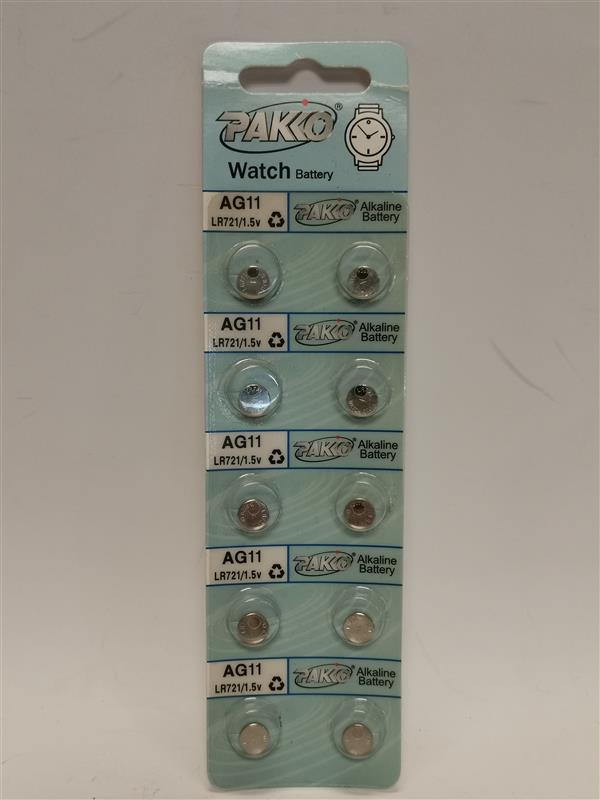 PAKKO®
Watch Battery
AG11
LR721/1.5v
PAKKO® Alkaline
Battery
AG11
LR721/1.5v
PAKKO® Alkaline
Battery
AG11
LR721/1.5v
PAKKO® Alkaline
Battery
AG11
LR721/1.5v
PAKKO® Alkaline
Battery
AG11
LR721/1.5v
PAKKO® Alkaline
Battery